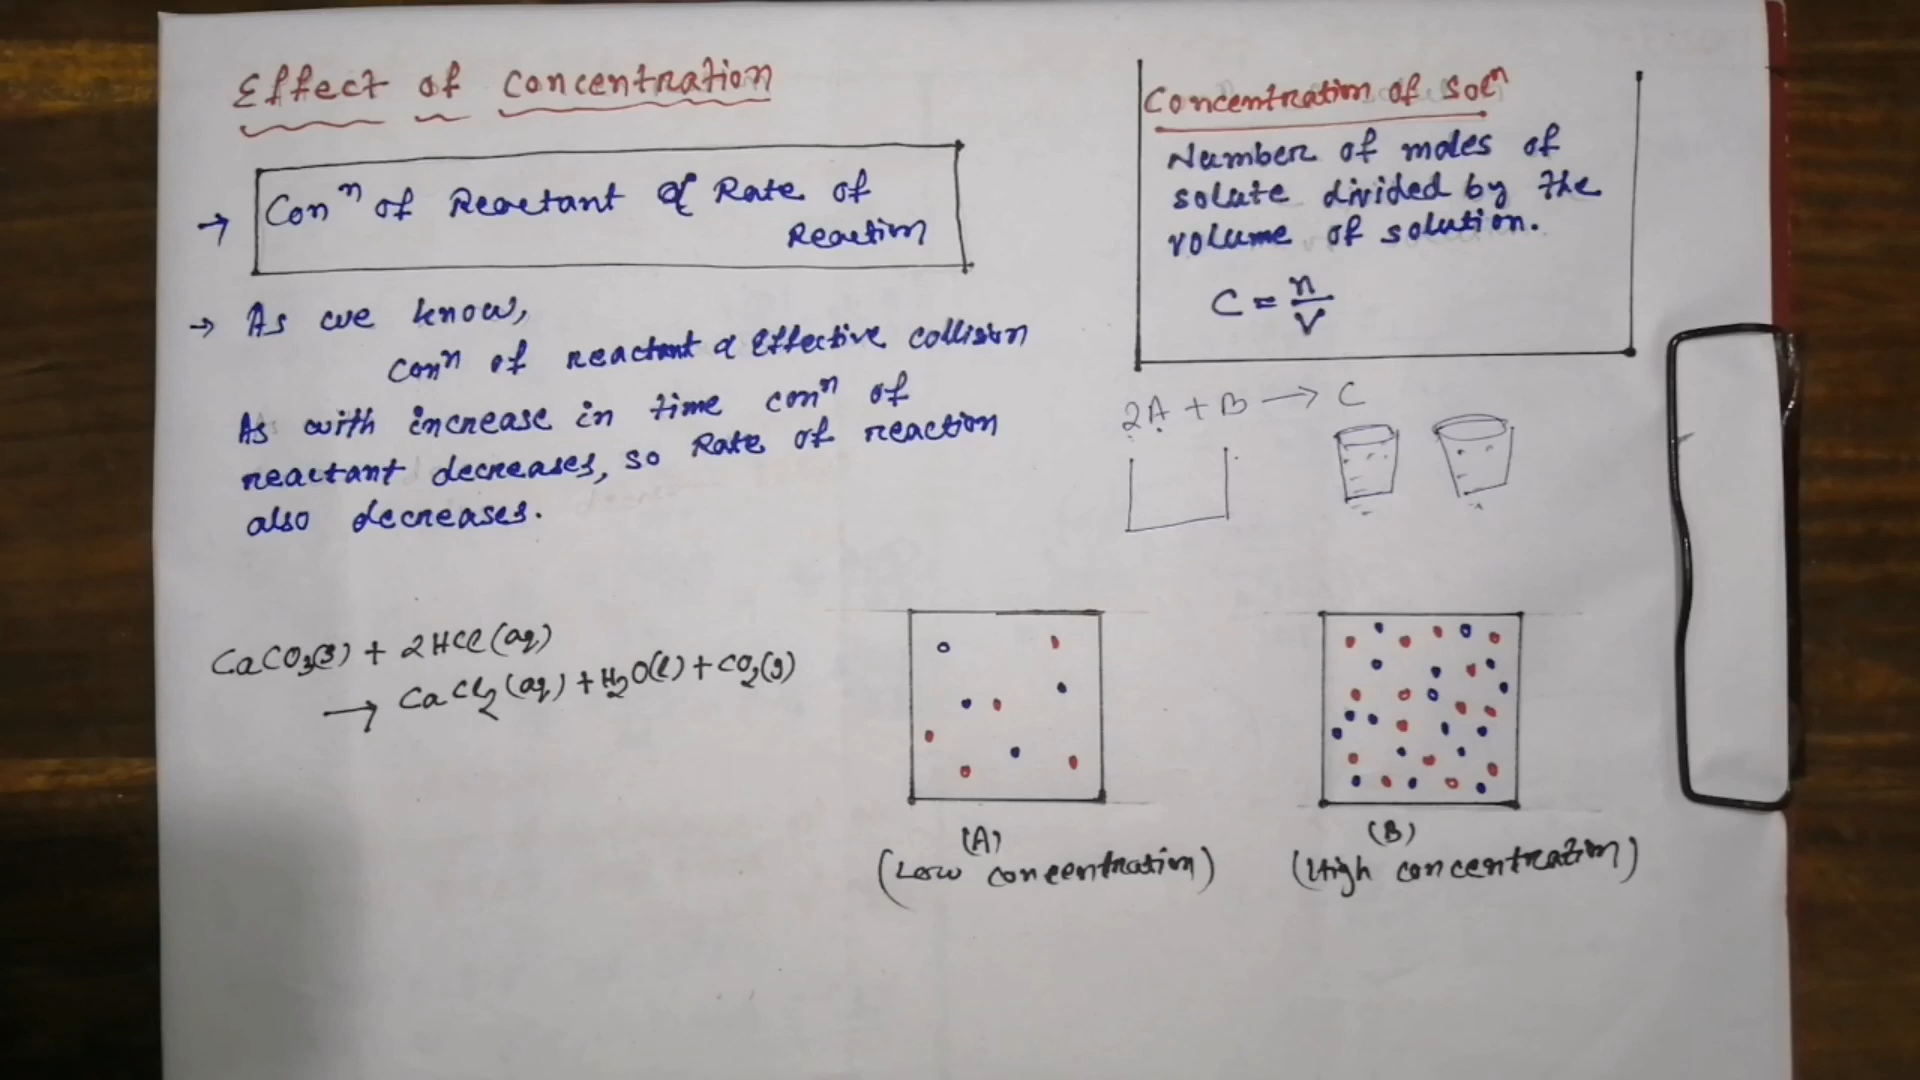 Effect of concentration
→ Conⁿ of Reactant α Rate of
Reaction
→ As we know,
conⁿ of reactant α Effective collision
As with increase in time conⁿ of
reactant decreases, so Rate of reaction
also decreases.
Concentration of solⁿ
Number of moles of
solute divided by the
volume of solution.
C = n/V
2A + B → C
CaCO₃(s) + 2HCl(aq)
→ CaCl₂(aq) + H₂O(l) + CO₂(g)
(A)
(Low concentration)
(B)
(High concentration)